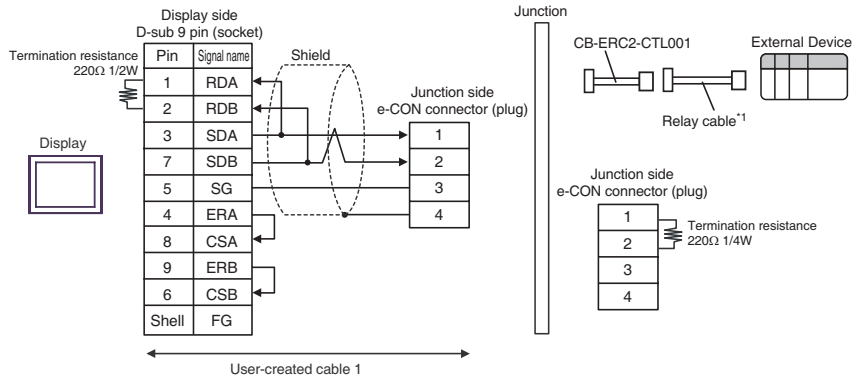 Display side
D-sub 9 pin (socket)
Termination resistance
220Ω 1/2W
Pin Signal name
1 RDA
2 RDB
3 SDA
7 SDB
5 SG
4 ERA
8 CSA
9 ERB
6 CSB
Shell FG
Shield
Display
Junction side
e-CON connector (plug)
1
2
3
4
User-created cable 1
Junction
CB-ERC2-CTL001
External Device
Relay cable*1
Junction side
e-CON connector (plug)
1
2
3
4
Termination resistance
220Ω 1/4W